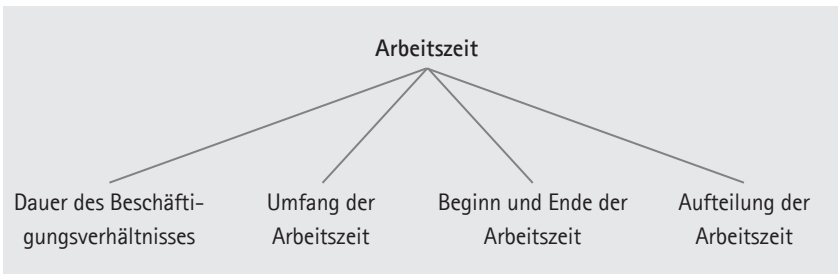 Arbeitszeit
Dauer des Beschäfti-
gungsverhältnisses
Umfang der
Arbeitszeit
Beginn und Ende der
Arbeitszeit
Aufteilung der
Arbeitszeit